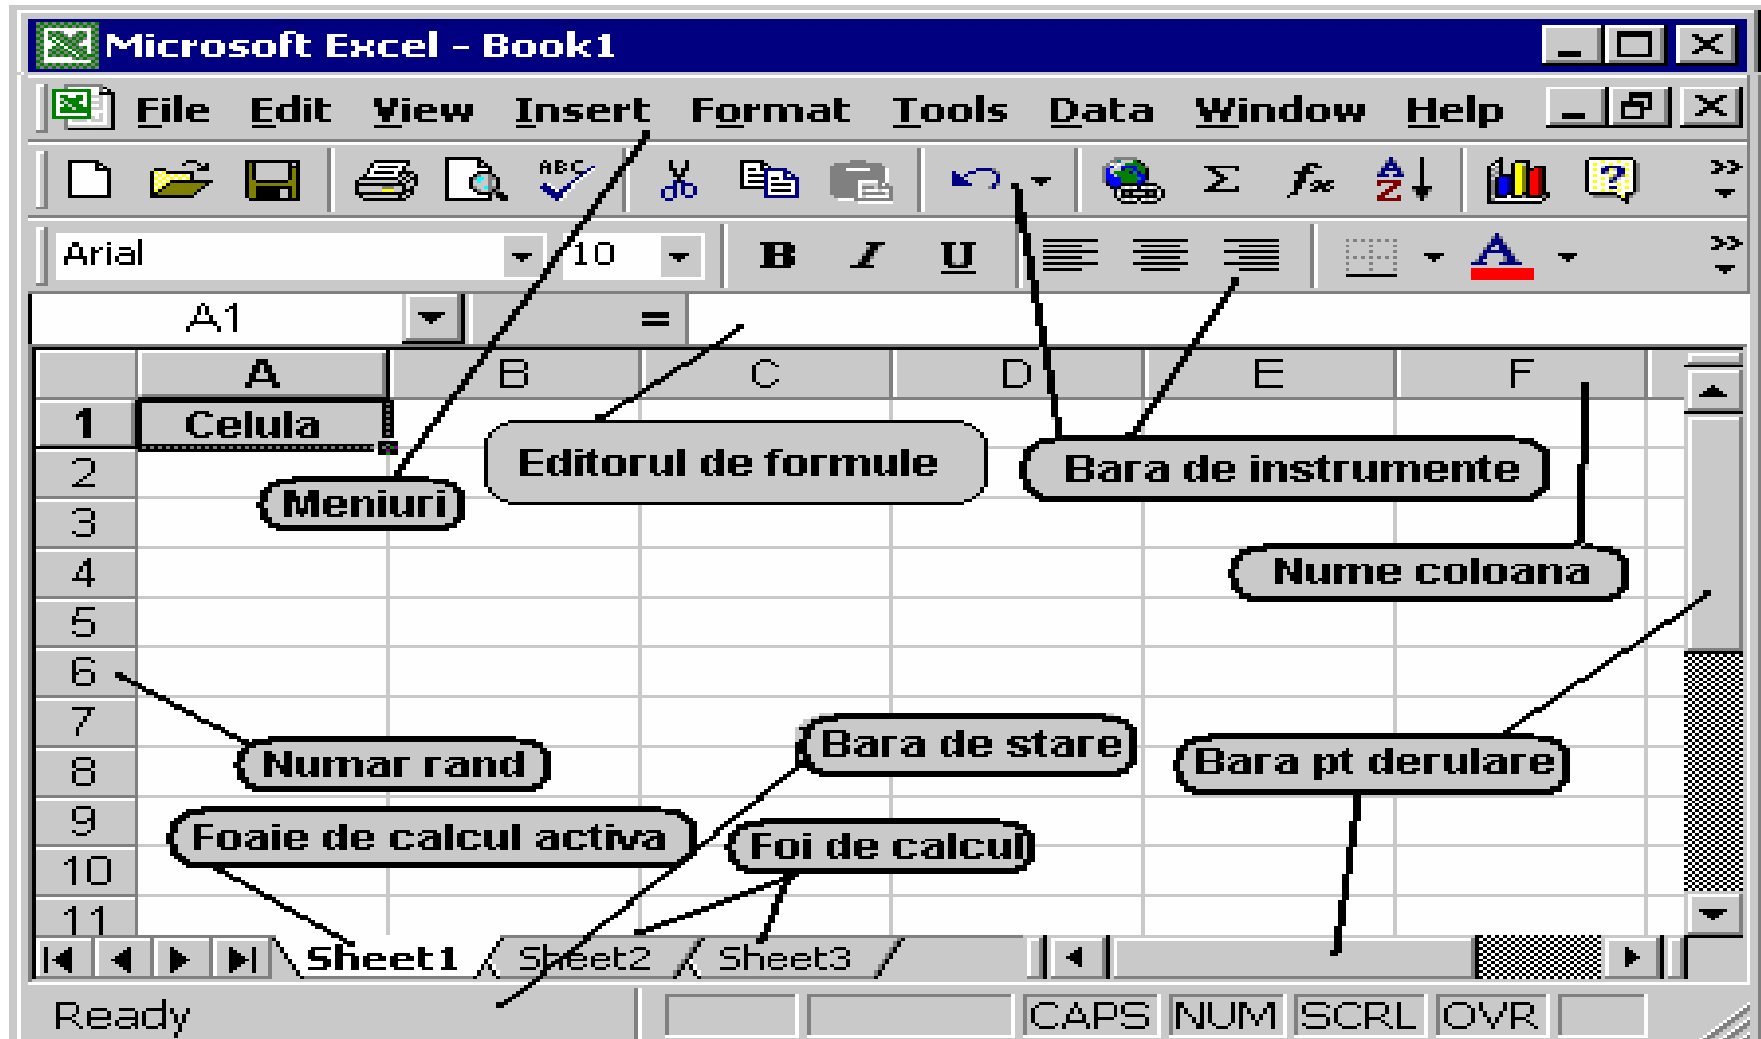 Microsoft Excel - Book1
File Edit View Insert Format Tools Data Window Help
ABC Σ fx A Z ?
Arial 10 B I U A
A1 =
A B C D E F
1 Celula
2
3
4
5
6
7
8
9
10
11
Editorul de formule
Bara de instrumente
Meniuri
Nume coloana
Bara de stare
Numar rand
Bara pt derulare
Foaie de calcul activa
Foi de calcul
Sheet1 Sheet2 Sheet3
Ready CAPS NUM SCRL OVR